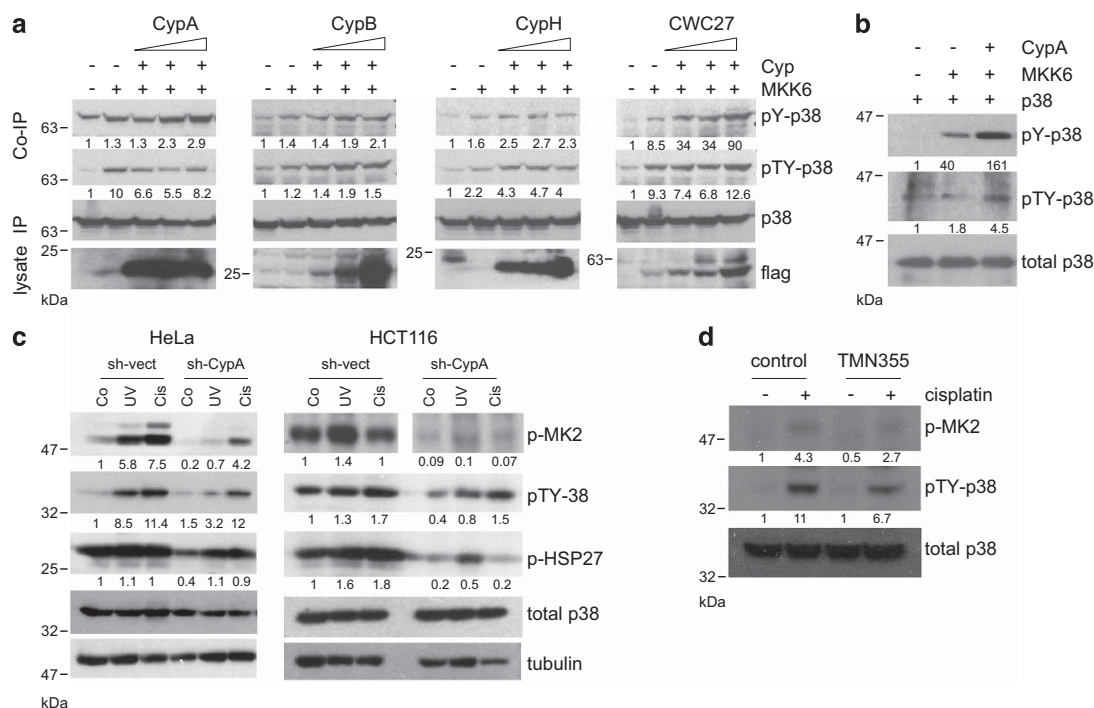 a
CypA CypB CypH CWC27
- - + + + - - + + + - - + + + - - + + + Cyp
- + + + + - + + + + - + + + + - + + + + MKK6
Co-IP
63 pY-p38
1 1.3 1.3 2.3 2.9 1 1.4 1.4 1.9 2.1 1 1.6 2.5 2.7 2.3 1 8.5 34 34 90
63 pTY-p38
1 10 6.6 5.5 8.2 1 1.2 1.4 1.9 1.5 1 2.2 4.3 4.7 4 1 9.3 7.4 6.8 12.6
IP
63 p38
lysate
25 25 25 63 flag
kDa
b
- - + CypA
- + + MKK6
+ + + p38
47 pY-p38
1 40 161
47 pTY-p38
1 1.8 4.5
47 total p38
kDa
c
HeLa HCT116
sh-vect sh-CypA sh-vect sh-CypA
Co UV Cis Co UV Cis Co UV Cis Co UV Cis
47 p-MK2
1 5.8 7.5 0.2 0.7 4.2 1 1.4 1 0.09 0.1 0.07
32 pTY-38
1 8.5 11.4 1.5 3.2 12 1 1.3 1.7 0.4 0.8 1.5
25 p-HSP27
1 1.1 1 0.4 1.1 0.9 1 1.6 1.8 0.2 0.5 0.2
32 total p38
47 tubulin
kDa
d
control TMN355
- + - + cisplatin
47 p-MK2
1 4.3 0.5 2.7
32 pTY-p38
1 11 1 6.7
total p38
32
kDa